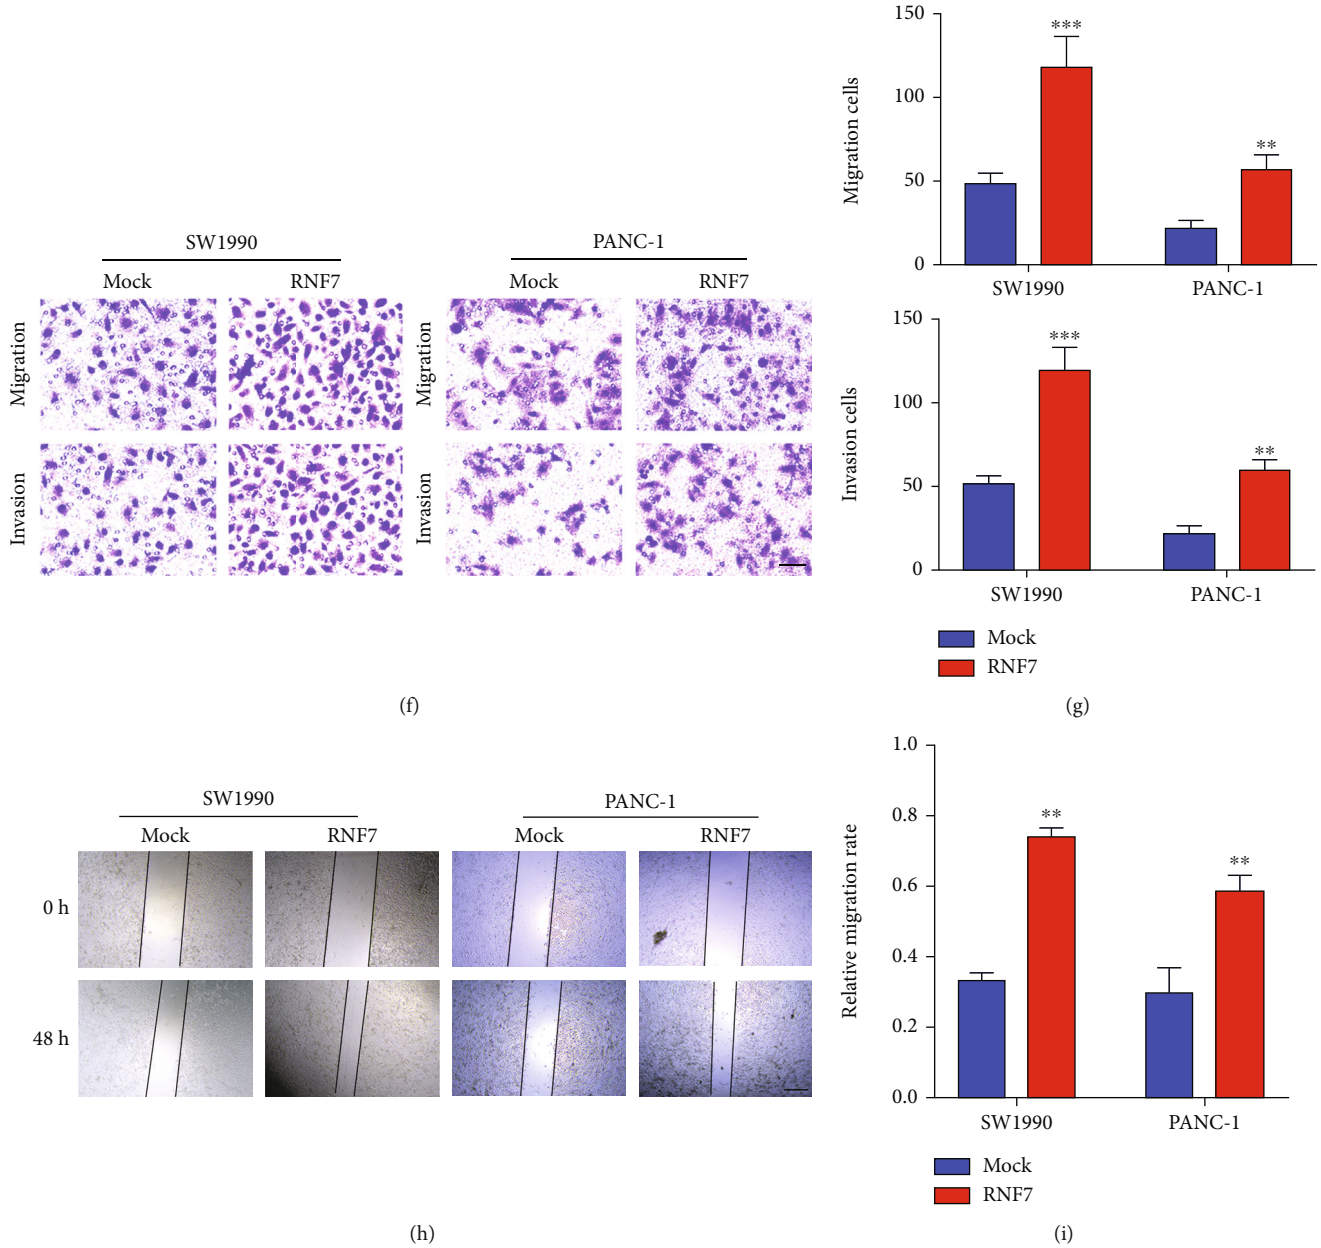 SW1990
PANC-1
Mock
RNF7
Mock
RNF7
Migration
Migration
Invasion
Invasion
(f)
150
100
50
0
Migration cells
***
**
SW1990
PANC-1
150
100
50
0
Invasion cells
***
**
SW1990
PANC-1
Mock
RNF7
(g)
SW1990
PANC-1
Mock
RNF7
Mock
RNF7
0 h
48 h
(h)
1.0
0.8
0.6
0.4
0.2
0.0
Relative migration rate
**
**
SW1990
PANC-1
Mock
RNF7
(i)